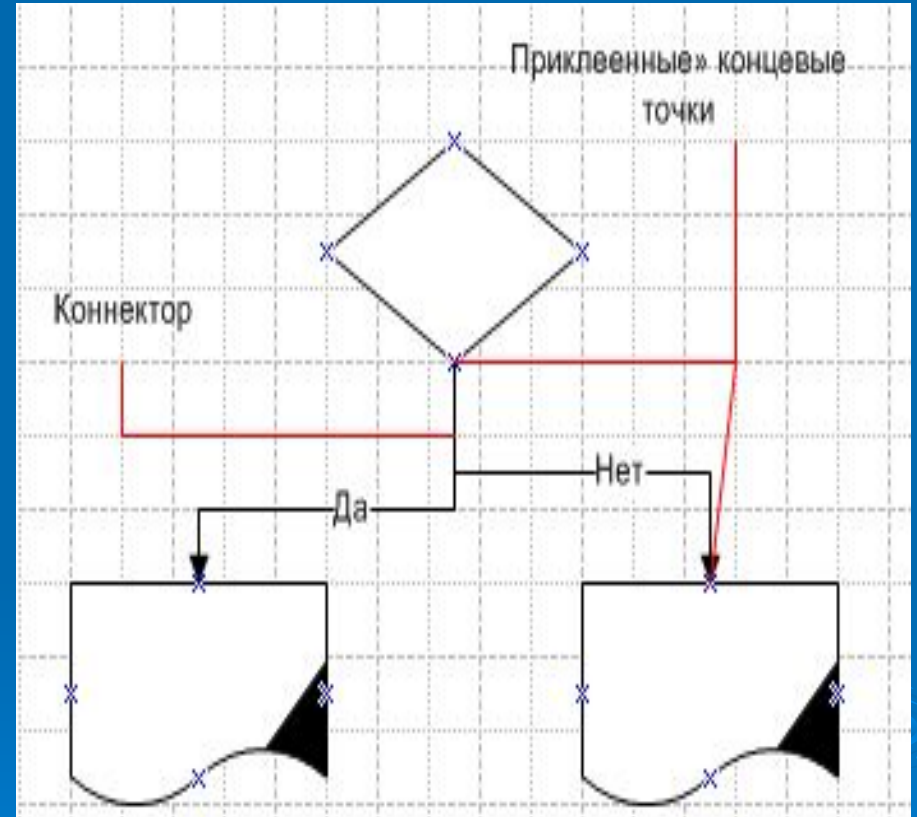 Приклеенные» концевые
точки
Коннектор
Нет
Да